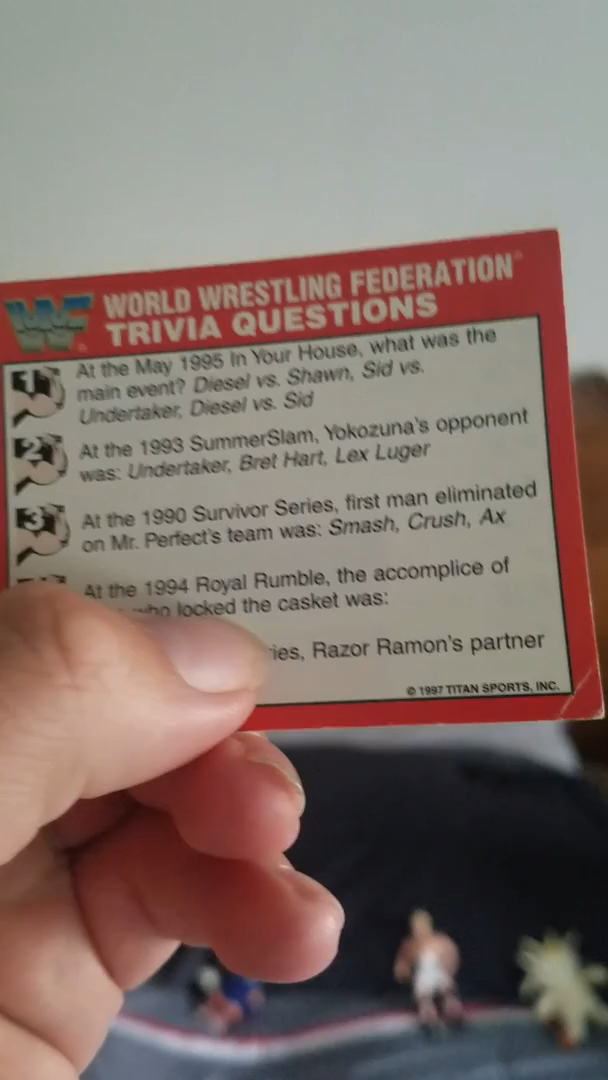 WORLD WRESTLING FEDERATION
TRIVIA QUESTIONS
1 At the May 1995 In Your House, what was the
main event? Diesel vs. Shawn, Sid vs.
Undertaker, Diesel vs. Sid
2 At the 1993 SummerSlam, Yokozuna's opponent
was: Undertaker, Bret Hart, Lex Luger
3 At the 1990 Survivor Series, first man eliminated
on Mr. Perfect's team was: Smash, Crush, Ax
At the 1994 Royal Rumble, the accomplice of
who locked the casket was:
ries, Razor Ramon's partner
© 1997 TITAN SPORTS, INC.